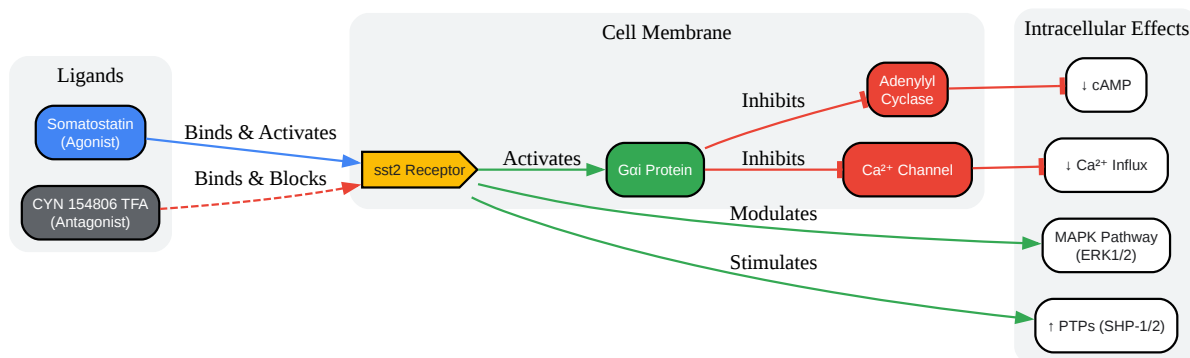 Cell Membrane
Intracellular Effects
Ligands
Somatostatin
(Agonist)
CYN 154806 TFA
(Antagonist)
Binds & Activates
Binds & Blocks
sst2 Receptor
Activates
Gαi Protein
Inhibits
Inhibits
Adenylyl
Cyclase
Ca²⁺ Channel
Modulates
Stimulates
↓ cAMP
↓ Ca²⁺ Influx
MAPK Pathway
(ERK1/2)
↑ PTPs (SHP-1/2)